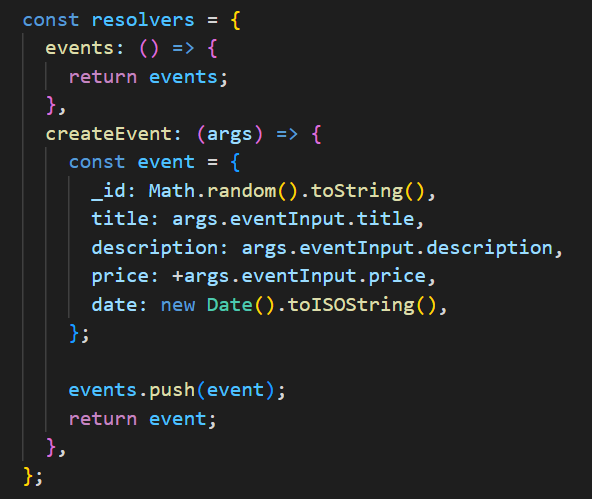 const resolvers = {
  events: () => {
    return events;
  },
  createEvent: (args) => {
    const event = {
      _id: Math.random().toString(),
      title: args.eventInput.title,
      description: args.eventInput.description,
      price: +args.eventInput.price,
      date: new Date().toISOString(),
    };

    events.push(event);
    return event;
  },
};